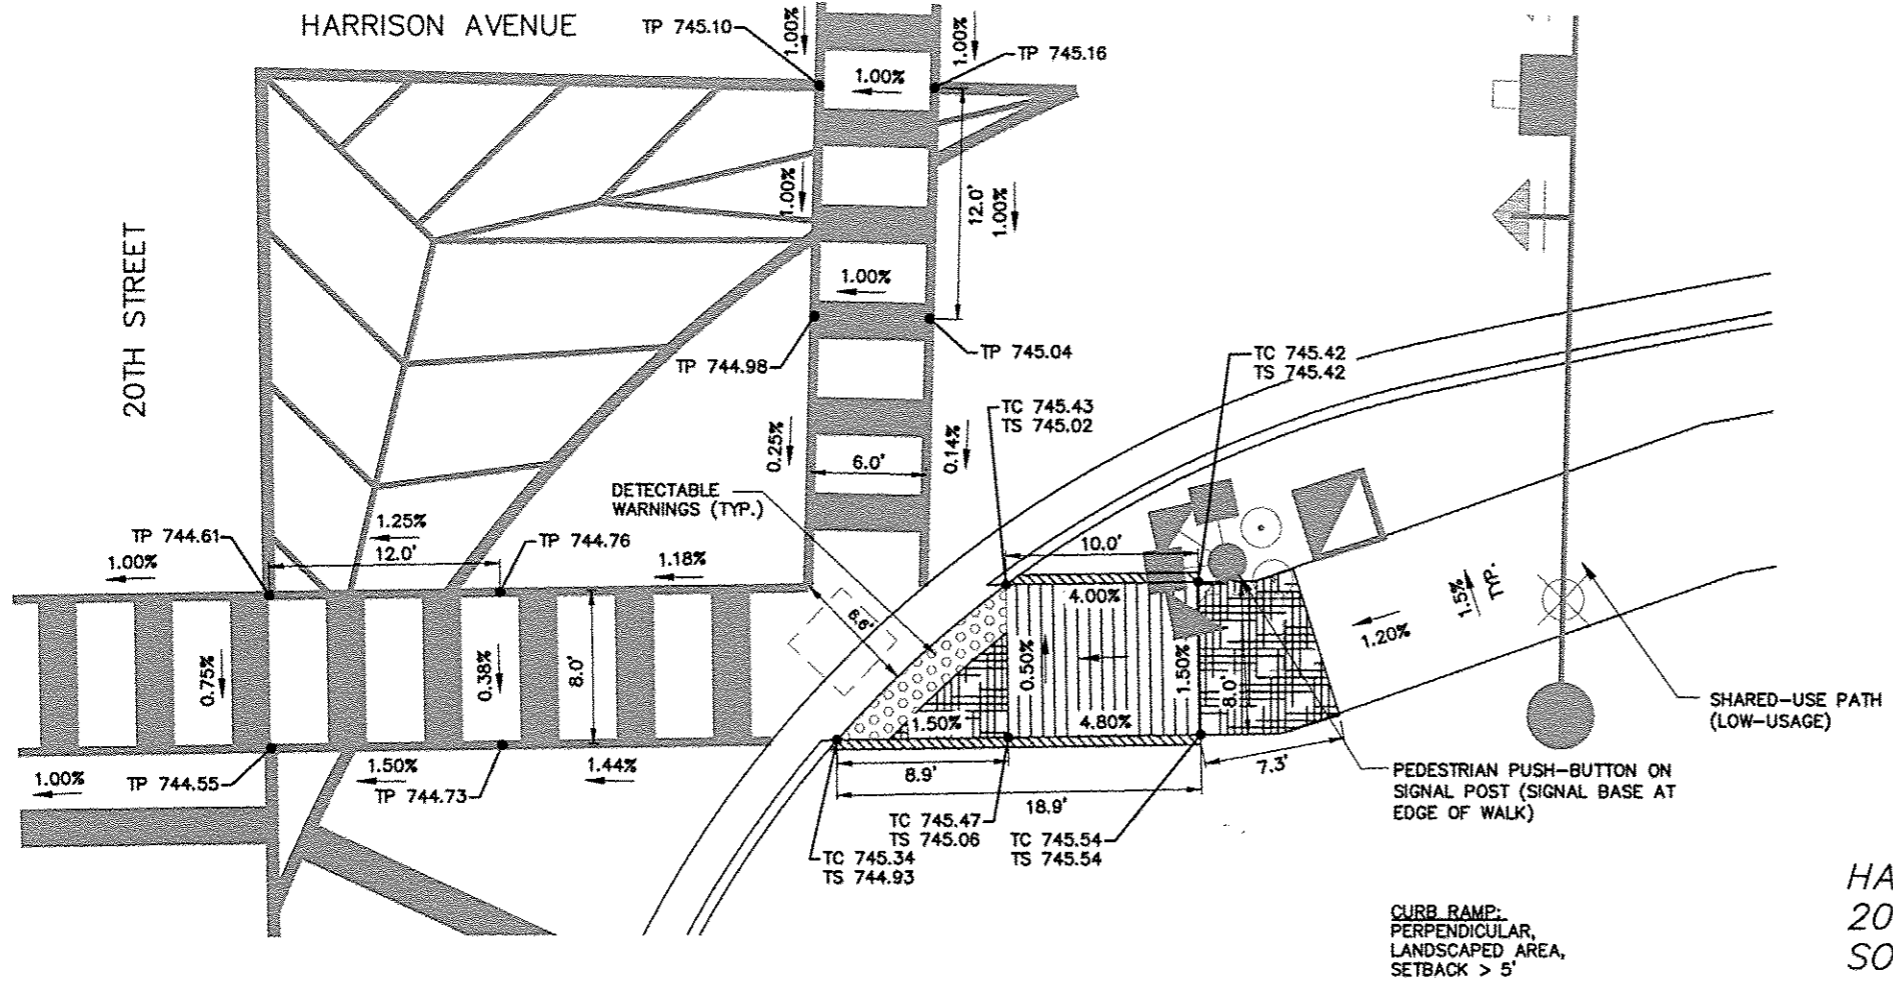 HARRISON AVENUE
TP 745.10
1.00%
1.00%
TP 745.16
1.00%
1.00%
12.0'
1.00%
20TH STREET
1.00%
TP 744.98
TP 745.04
TC 745.42
TS 745.42
TC 745.43
TS 745.02
0.25%
6.0'
0.14%
DETECTABLE
WARNINGS (TYP.)
TP 744.61
1.25%
12.0'
TP 744.76
1.00%
1.18%
10.0'
6.6'
4.00%
1.5%
TYP.
1.20%
0.75%
0.38%
8.0'
0.50%
1.50%
8.0'
1.50%
4.80%
SHARED-USE PATH
(LOW-USAGE)
1.00%
TP 744.55
1.50%
TP 744.73
1.44%
8.9'
7.3'
18.9'
PEDESTRIAN PUSH-BUTTON ON
SIGNAL POST (SIGNAL BASE AT
EDGE OF WALK)
TC 745.47
TS 745.06
TC 745.54
TS 745.54
TC 745.34
TS 744.93
CURB RAMP:
PERPENDICULAR,
LANDSCAPED AREA,
SETBACK > 5'
HA
20
SO